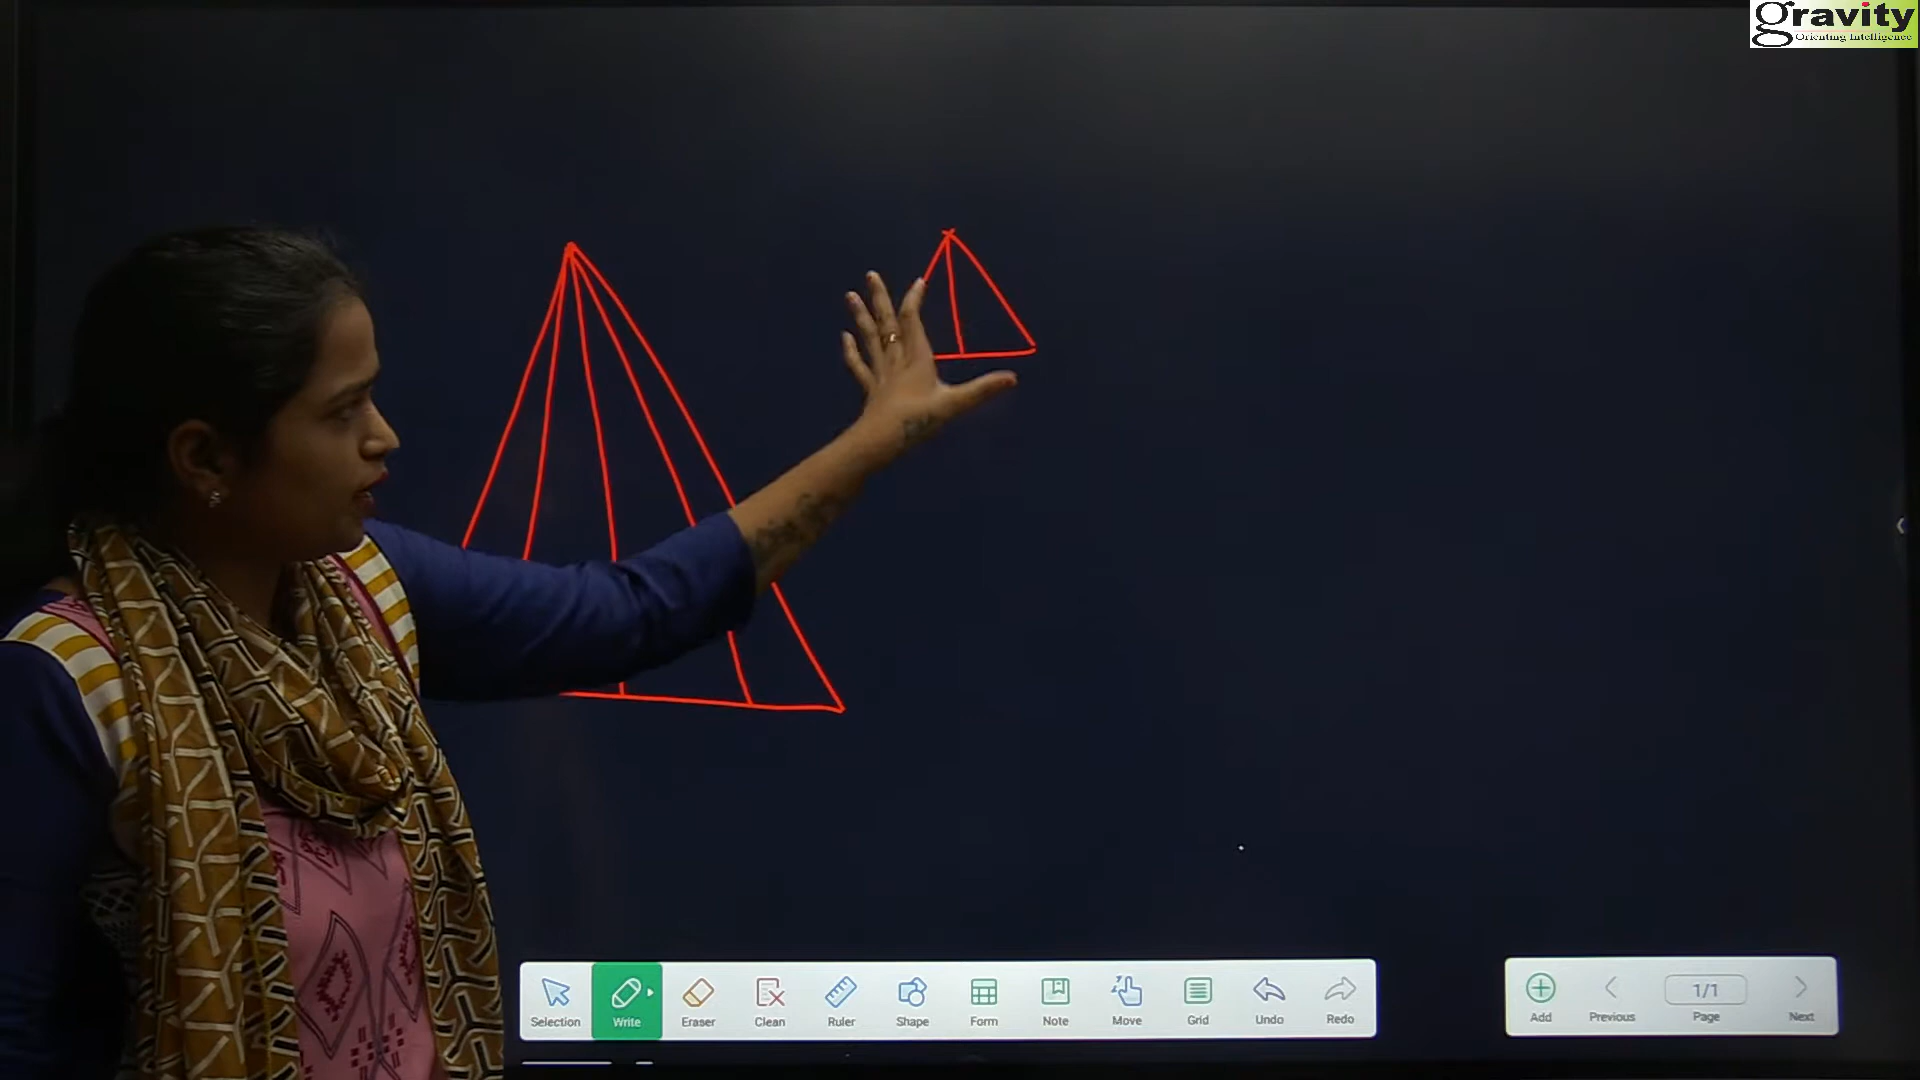 gravity
Orienting Intelligence
Selection
Write
Eraser
Clean
Ruler
Shape
Form
Note
Move
Grid
Undo
Redo
Add
Previous
1/1
Page
Next